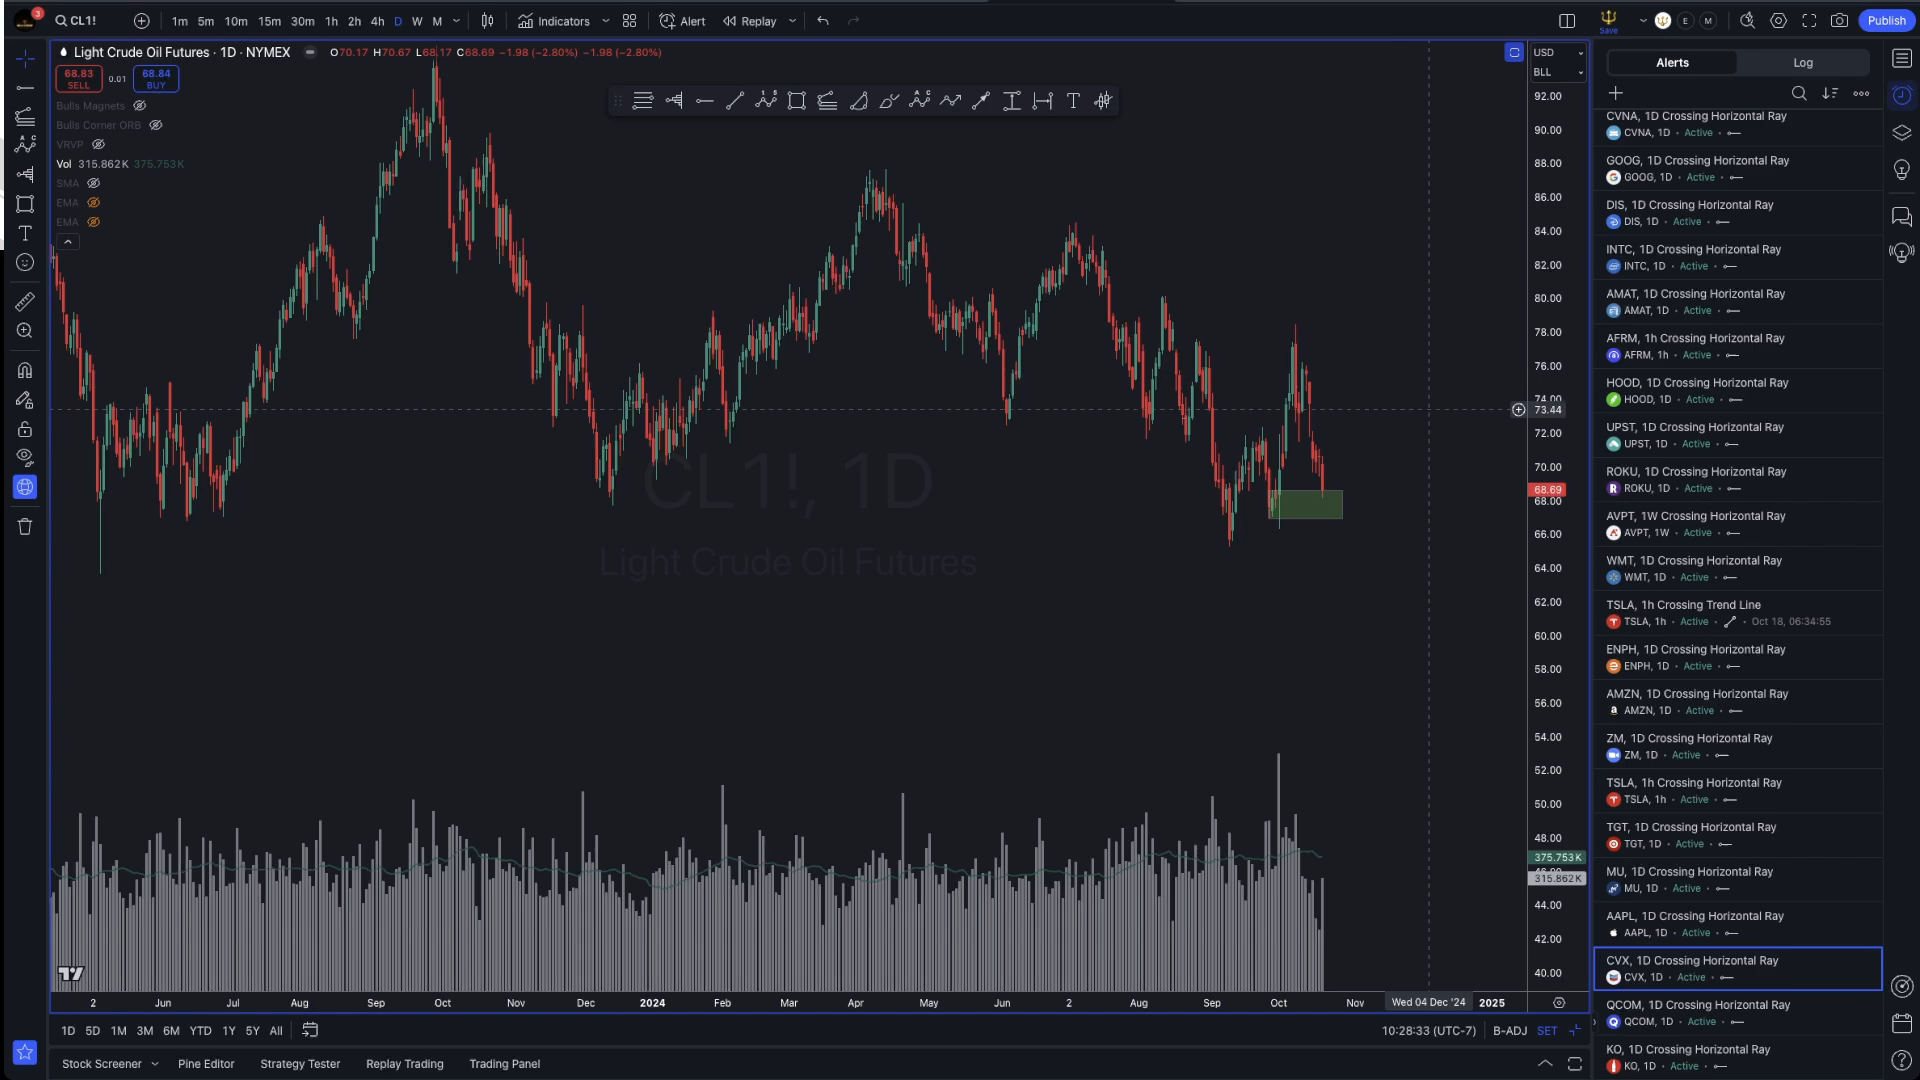 3
CL1!
1m 5m 10m 15m 30m 1h 2h 4h D W M
Indicators
Alert
Replay
Save
E
M
Publish
Light Crude Oil Futures · 1D · NYMEX O70.17 H70.67 L68.17 C68.69 −1.98 (−2.80%) −1.98 (−2.80%)
68.83
SELL
0.01
68.84
BUY
Bulls Magnets
Bulls Corner ORB
VRVP
Vol 315.862K 375.753K
SMA
EMA
EMA
CL1!, 1D
Light Crude Oil Futures
USD
BLL
92.00
90.00
88.00
86.00
84.00
82.00
80.00
78.00
76.00
74.00
73.44
72.00
70.00
68.69
68.00
66.00
64.00
62.00
60.00
58.00
56.00
54.00
52.00
50.00
48.00
375.753K
46.00
315.862K
44.00
42.00
40.00
2 Jun Jul Aug Sep Oct Nov Dec 2024 Feb Mar Apr May Jun 2 Aug Sep Oct Nov Wed 04 Dec '24 2025
1D 5D 1M 3M 6M YTD 1Y 5Y All
10:28:33 (UTC-7) B-ADJ SET
Stock Screener Pine Editor Strategy Tester Replay Trading Trading Panel
Alerts
Log
CVNA, 1D Crossing Horizontal Ray
CVNA, 1D · Active ·
GOOG, 1D Crossing Horizontal Ray
GOOG, 1D · Active ·
DIS, 1D Crossing Horizontal Ray
DIS, 1D · Active ·
INTC, 1D Crossing Horizontal Ray
INTC, 1D · Active ·
AMAT, 1D Crossing Horizontal Ray
AMAT, 1D · Active ·
AFRM, 1h Crossing Horizontal Ray
AFRM, 1h · Active ·
HOOD, 1D Crossing Horizontal Ray
HOOD, 1D · Active ·
UPST, 1D Crossing Horizontal Ray
UPST, 1D · Active ·
ROKU, 1D Crossing Horizontal Ray
ROKU, 1D · Active ·
AVPT, 1W Crossing Horizontal Ray
AVPT, 1W · Active ·
WMT, 1D Crossing Horizontal Ray
WMT, 1D · Active ·
TSLA, 1h Crossing Trend Line
TSLA, 1h · Active · Oct 18, 06:34:55
ENPH, 1D Crossing Horizontal Ray
ENPH, 1D · Active ·
AMZN, 1D Crossing Horizontal Ray
AMZN, 1D · Active ·
ZM, 1D Crossing Horizontal Ray
ZM, 1D · Active ·
TSLA, 1h Crossing Horizontal Ray
TSLA, 1h · Active ·
TGT, 1D Crossing Horizontal Ray
TGT, 1D · Active ·
MU, 1D Crossing Horizontal Ray
MU, 1D · Active ·
AAPL, 1D Crossing Horizontal Ray
AAPL, 1D · Active ·
CVX, 1D Crossing Horizontal Ray
CVX, 1D · Active ·
QCOM, 1D Crossing Horizontal Ray
QCOM, 1D · Active ·
KO, 1D Crossing Horizontal Ray
KO, 1D · Active ·